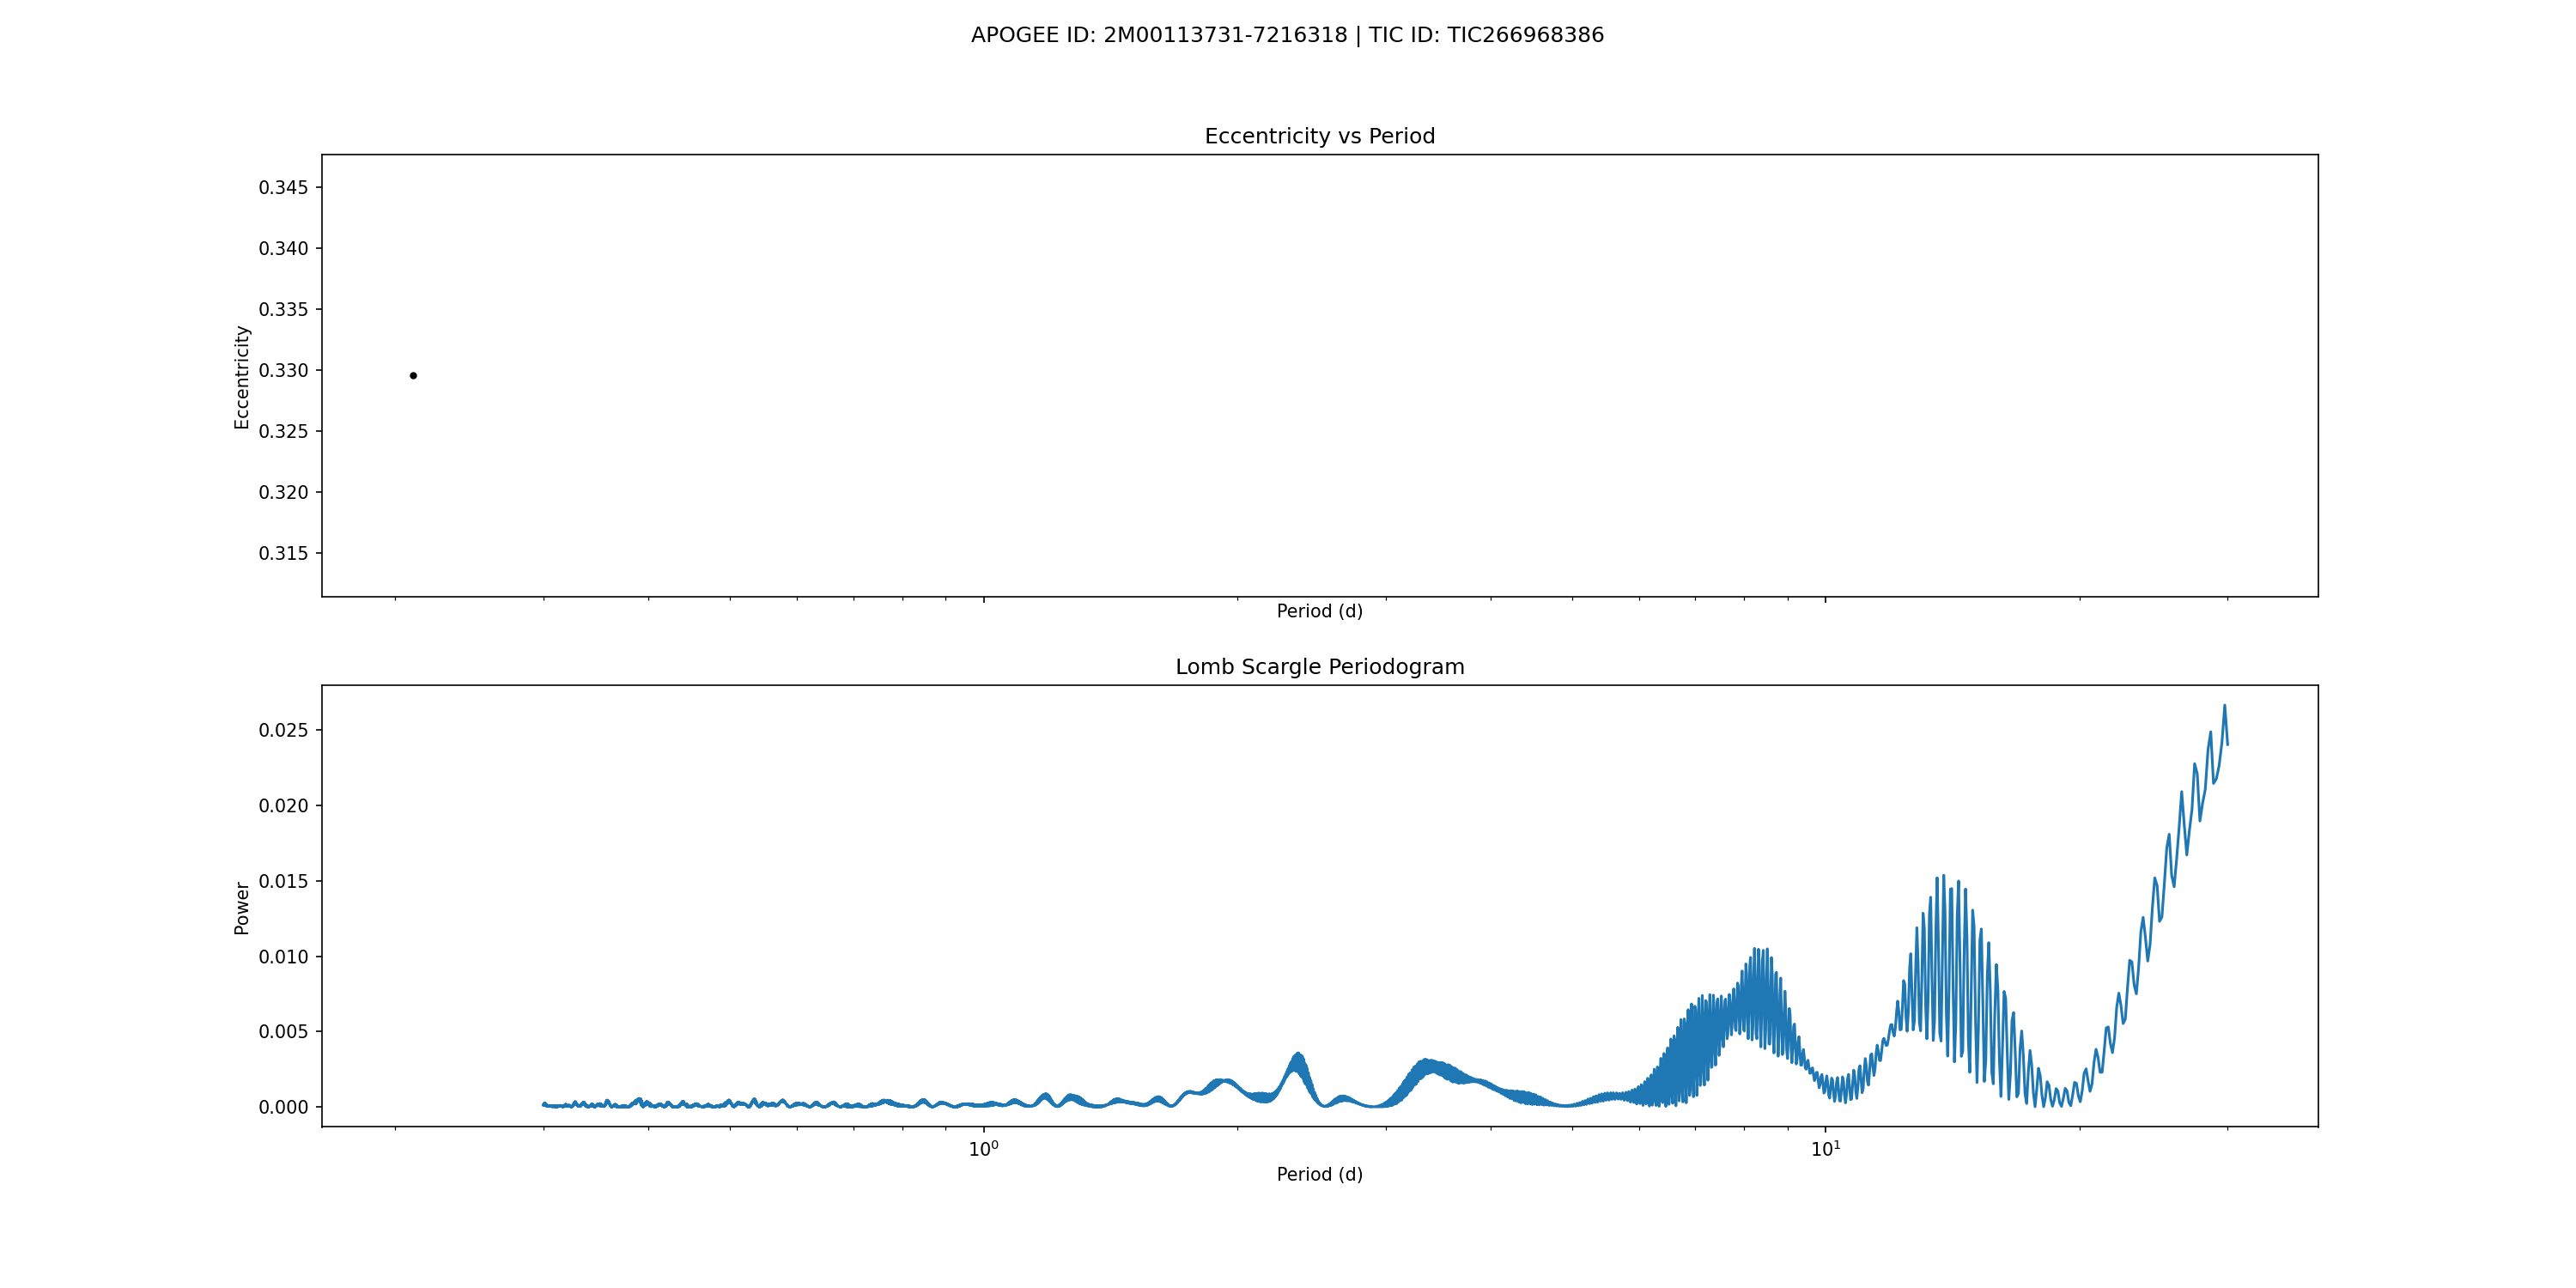 APOGEE ID: 2M00113731-7216318 | TIC ID: TIC266968386
Eccentricity vs Period
0.345
0.340
0.335
0.330
0.325
0.320
0.315
Eccentricity
Period (d)
Lomb Scargle Periodogram
0.025
0.020
0.015
0.010
0.005
0.000
Power
10⁰
10¹
Period (d)